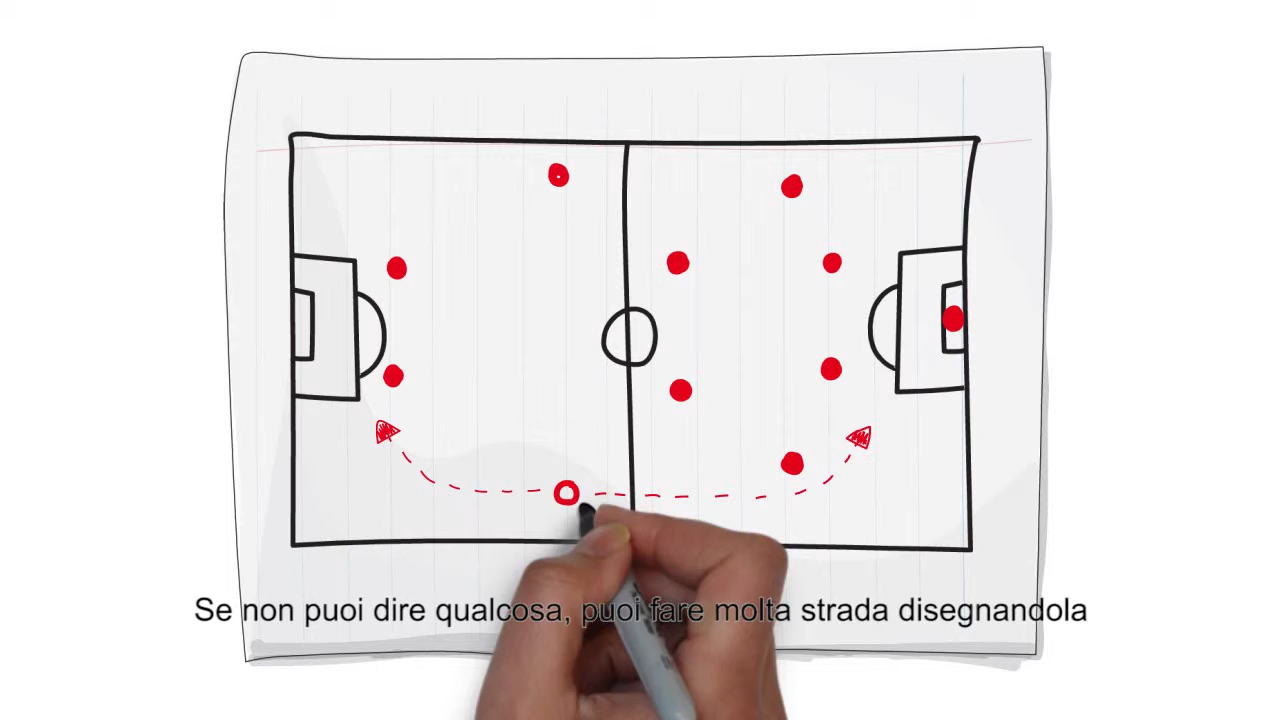 Se non puoi dire qualcosa, puoi fare molta strada disegnandola